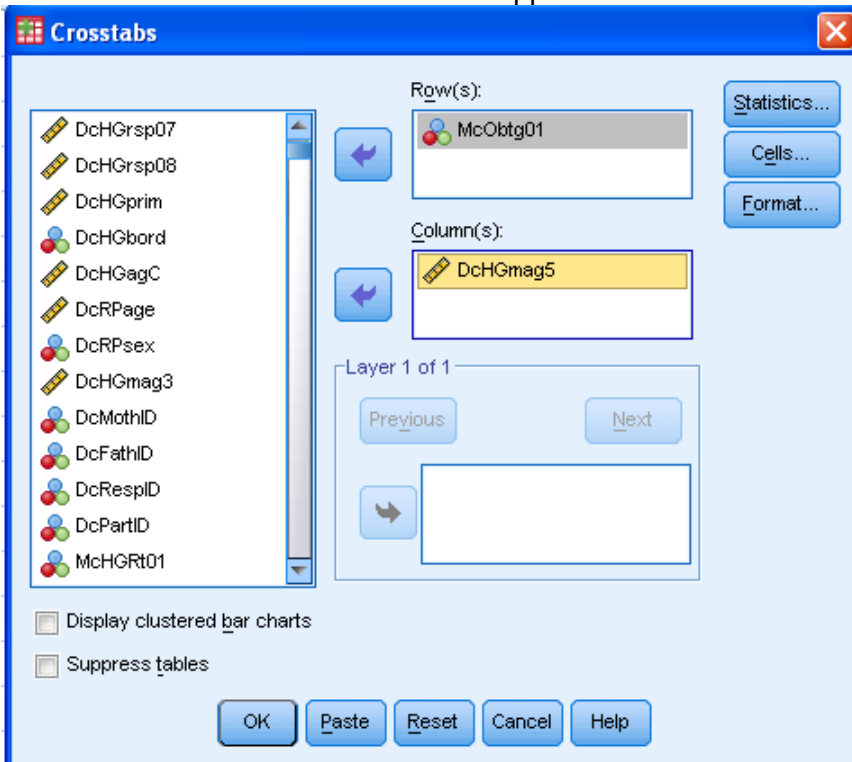 Crosstabs
DcHGrsp07
DcHGrsp08
DcHGprim
DcHGbord
DcHGagC
DcRPage
DcRPsex
DcHGmag3
DcMothID
DcFathID
DcRespID
DcPartID
McHGRt01
Row(s):
McObtg01
Column(s):
DcHGmag5
Layer 1 of 1
Previous Next
Statistics...
Cells...
Format...
Display clustered bar charts
Suppress tables
OK Paste Reset Cancel Help